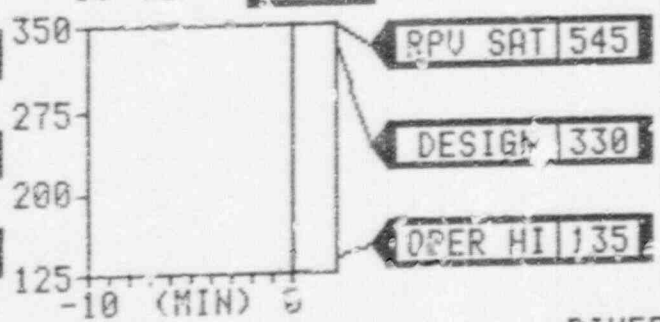 350
RPV SAT 545
275
DESIGN 330
200
OPER HI 135
125
-10 (MIN) 0